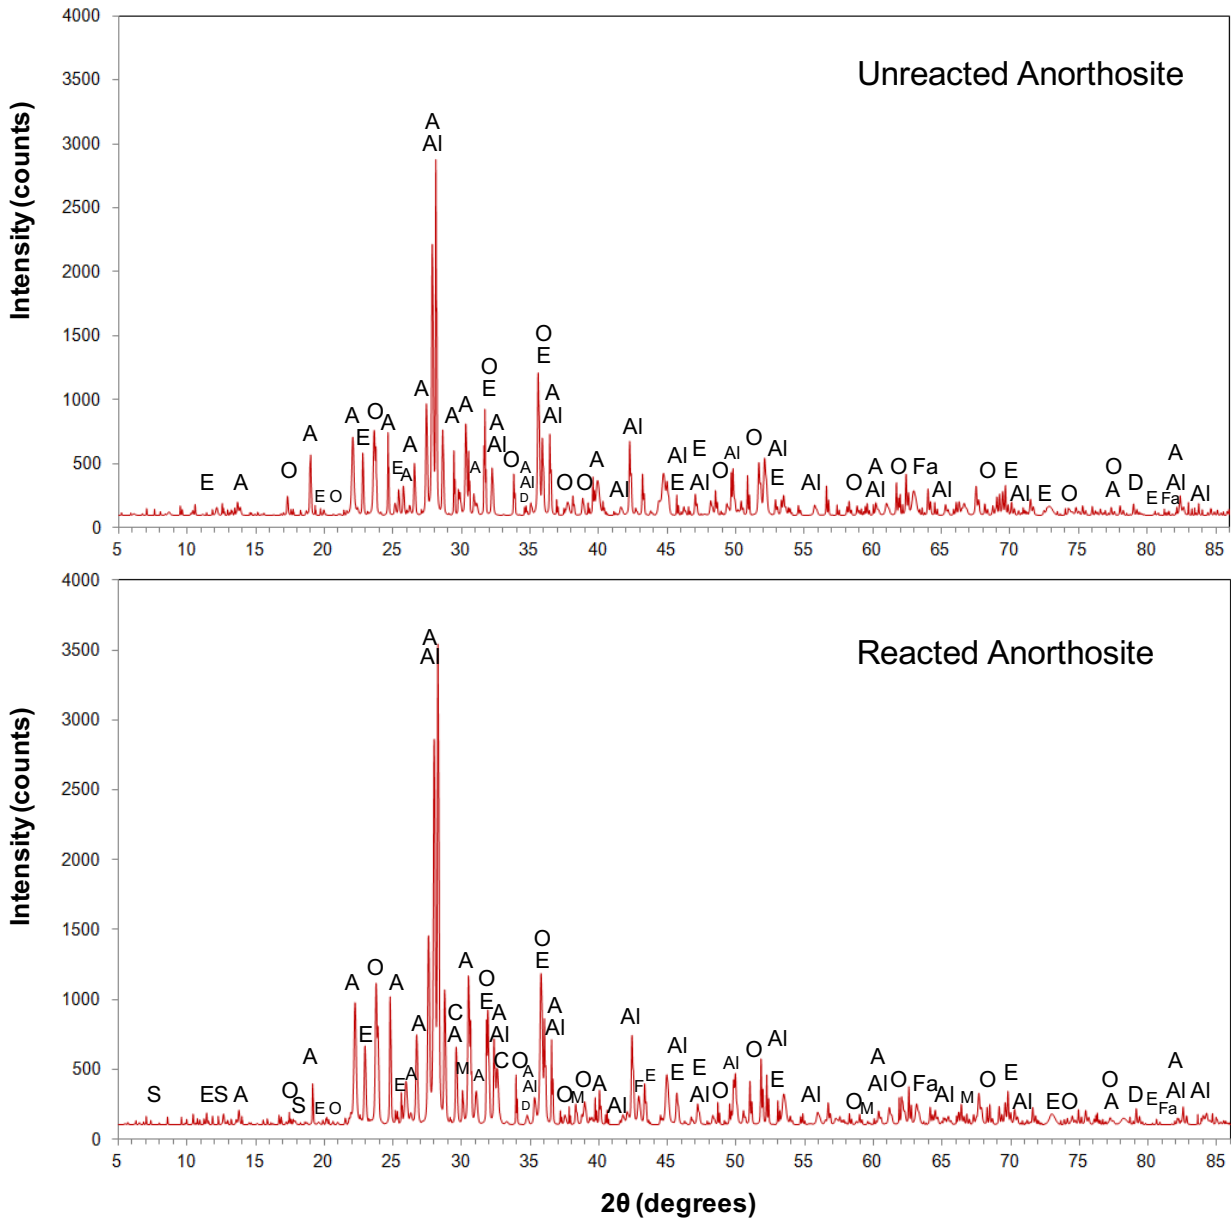 4000
3500
3000
2500
2000
1500
1000
500
0
Intensity (counts)
Unreacted Anorthosite
E
A
O
A
E
O
A
E
O
A
E
A
A
A
A
Al
A
A
A
O
E
A
Al
O
A
Al
D
O
E
A
Al
O
O
A
Al
Al
Al
E
E
Al
O
Al
O
Al
E
Al
O
A
Al
O
Fa
Al
O
E
Al
E
O
O
A
D
E
Fa
A
Al
Al
5 10 15 20 25 30 35 40 45 50 55 60 65 70 75 80 85
4000
3500
3000
2500
2000
1500
1000
500
0
Intensity (counts)
Reacted Anorthosite
S
E
S
A
O
S
A
E
O
A
E
O
A
E
A
A
A
Al
C
A
M
A
A
O
E
A
Al
C
O
A
Al
D
O
E
A
Al
O
M
O
A
Al
Al
F
E
Al
E
E
Al
O
Al
O
Al
E
Al
O
M
A
Al
O
Fa
Al
M
O
E
Al
E
O
O
A
D
E
Fa
A
Al
Al
5 10 15 20 25 30 35 40 45 50 55 60 65 70 75 80 85
2θ (degrees)